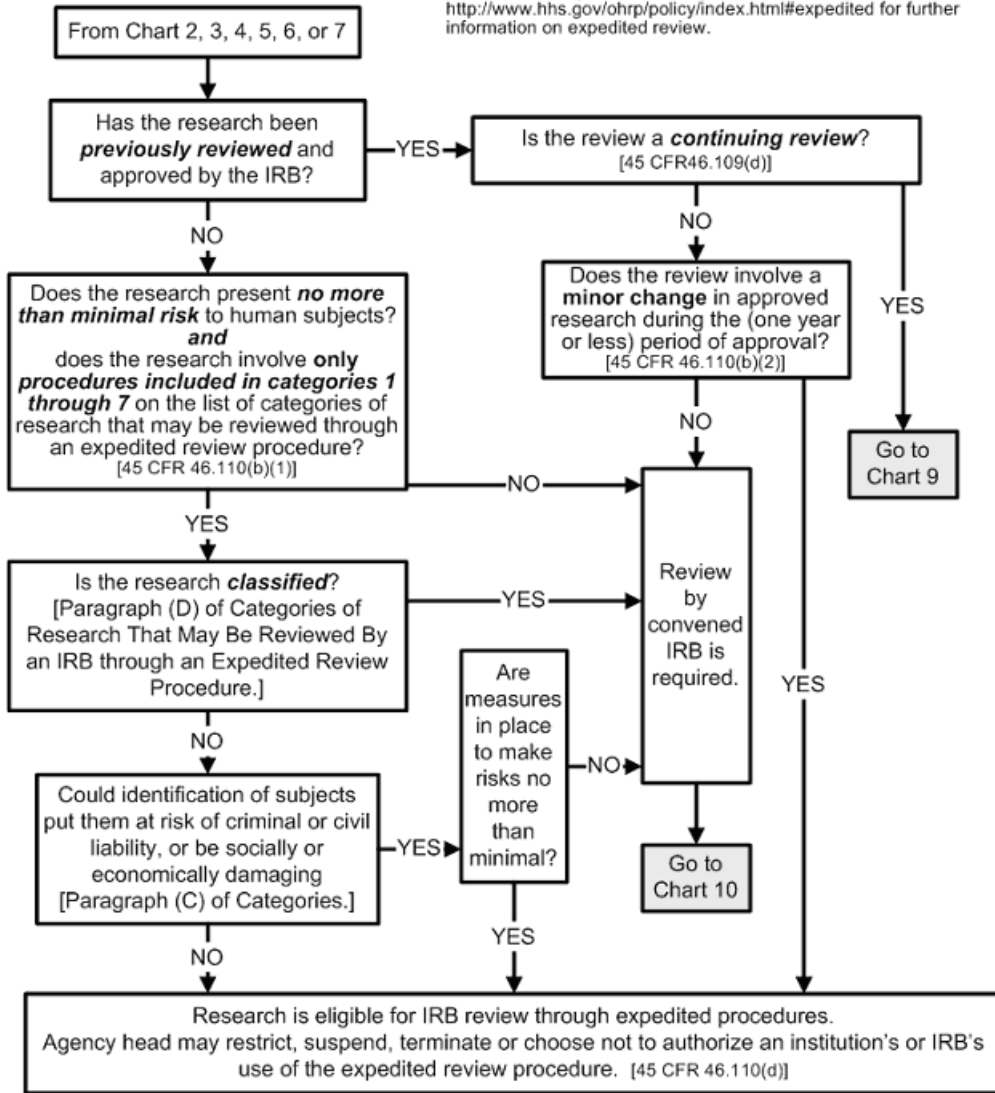 http://www.hhs.gov/ohrp/policy/index.html#expedited for further
information on expedited review.
From Chart 2, 3, 4, 5, 6, or 7
Has the research been
previously reviewed and
approved by the IRB?
YES
Is the review a continuing review?
[45 CFR46.109(d)]
NO
NO
YES
Does the research present no more
than minimal risk to human subjects?
and
does the research involve only
procedures included in categories 1
through 7 on the list of categories of
research that may be reviewed through
an expedited review procedure?
[45 CFR 46.110(b)(1)]
Does the review involve a
minor change in approved
research during the (one year
or less) period of approval?
[45 CFR 46.110(b)(2)]
NO
Go to
Chart 9
NO
YES
Is the research classified?
[Paragraph (D) of Categories of
Research That May Be Reviewed By
an IRB through an Expedited Review
Procedure.]
YES
Review
by
convened
IRB is
required.
YES
NO
Could identification of subjects
put them at risk of criminal or civil
liability, or be socially or
economically damaging
[Paragraph (C) of Categories.]
YES
Are
measures
in place
to make
risks no
more
than
minimal?
NO
Go to
Chart 10
NO
YES
Research is eligible for IRB review through expedited procedures.
Agency head may restrict, suspend, terminate or choose not to authorize an institution's or IRB's
use of the expedited review procedure. [45 CFR 46.110(d)]